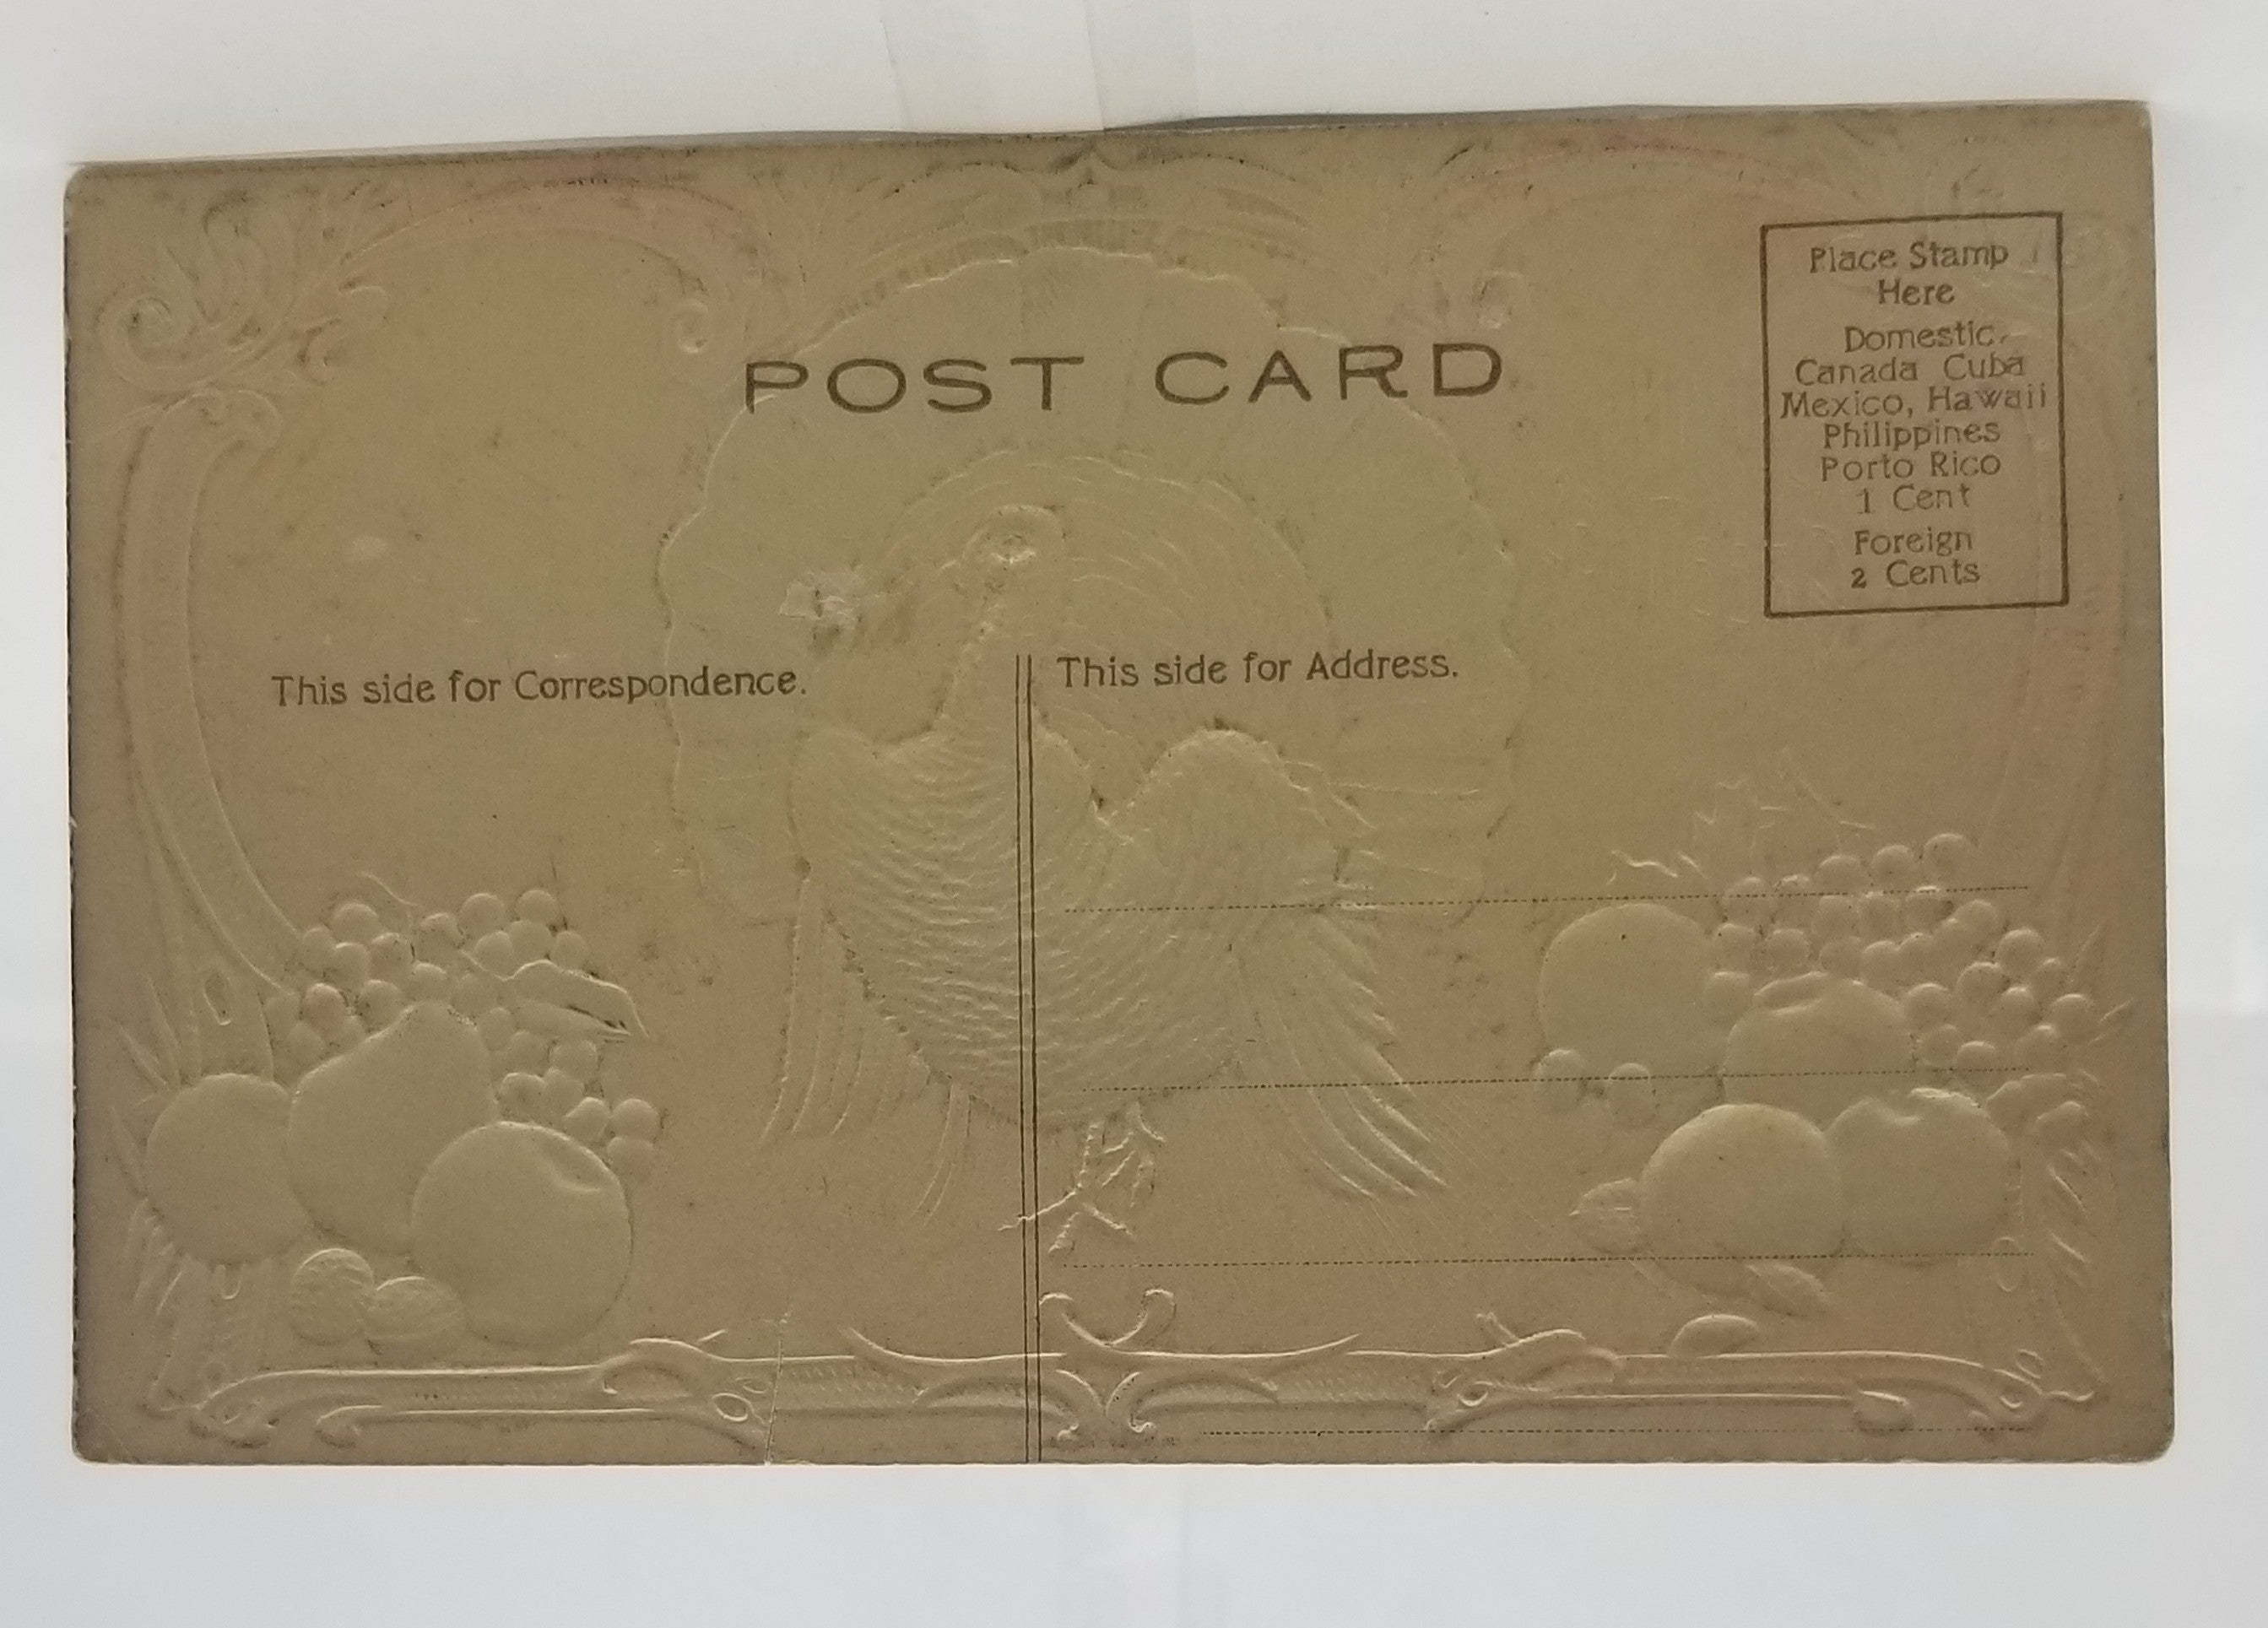 POST CARD
Place Stamp
Here
Domestic,
Canada Cuba
Mexico, Hawaii
Philippines
Porto Rico
1 Cent
Foreign
2 Cents
This side for Correspondence.
This side for Address.